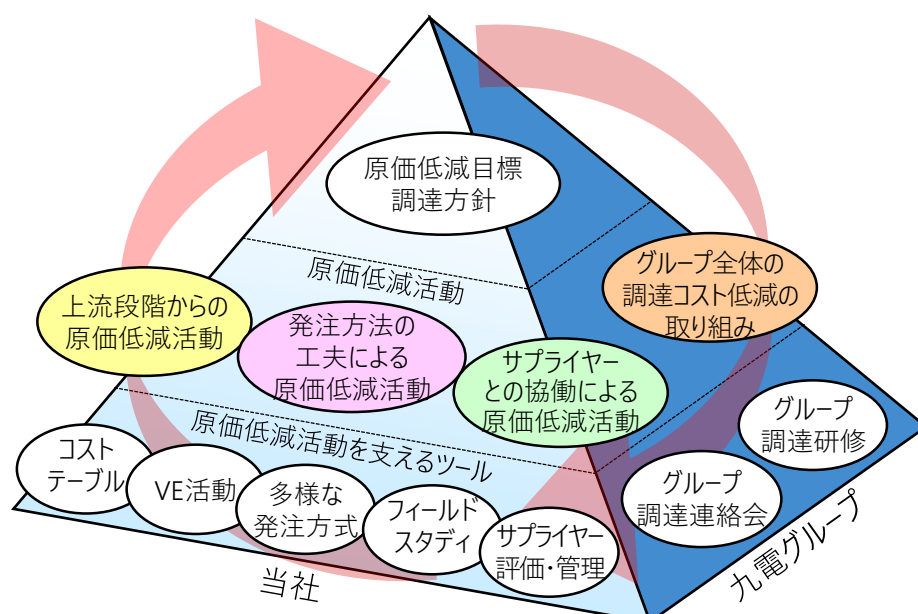 原価低減目標
調達方針
原価低減活動
グループ全体の
調達コスト低減の
取り組み
上流段階からの
原価低減活動
発注方法の
工夫による
原価低減活動
サプライヤー
との協働による
原価低減活動
原価低減活動を支えるツール
グループ
調達研修
コスト
テーブル
VE活動
多様な
発注方式
フィールド
スタディ
サプライヤー
評価・管理
グループ
調達連絡会
当社
九電グループ